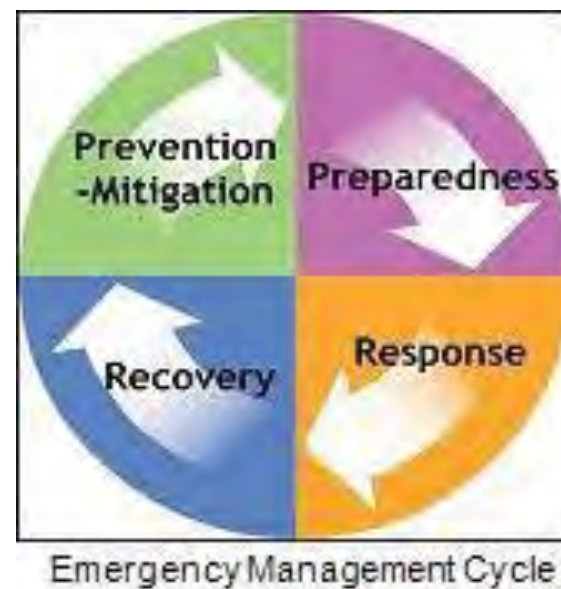 Prevention
-Mitigation
Preparedness
Response
Recovery
Emergency Management Cycle